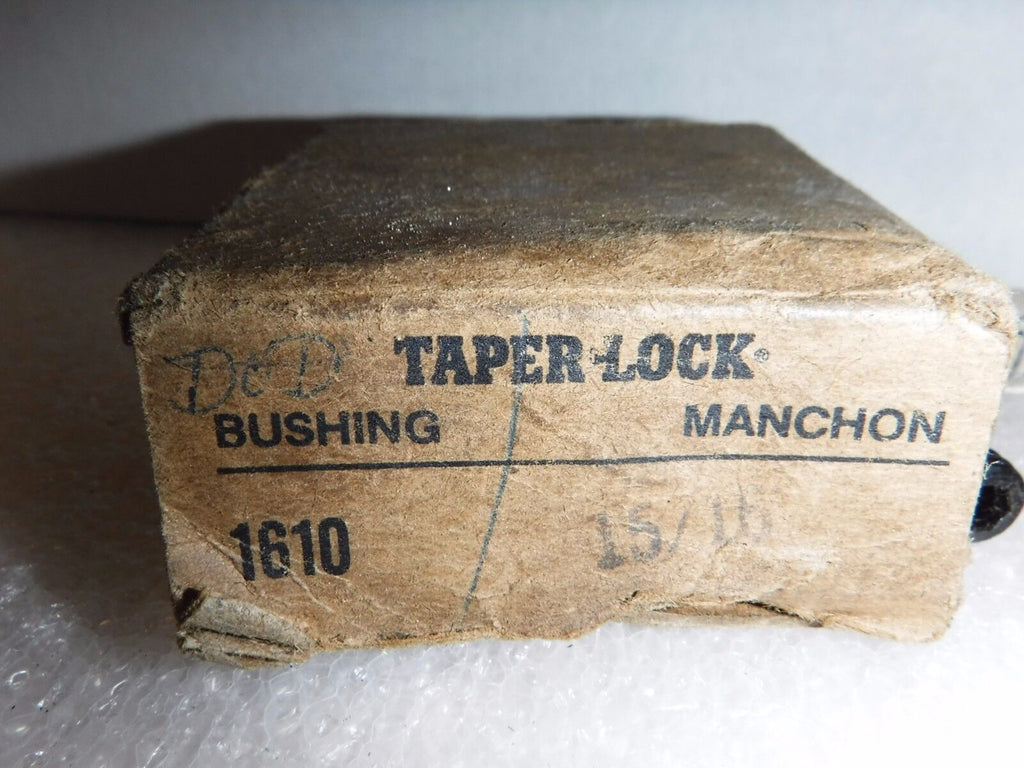 DCD
TAPER-LOCK®
BUSHING MANCHON
1610 15/16